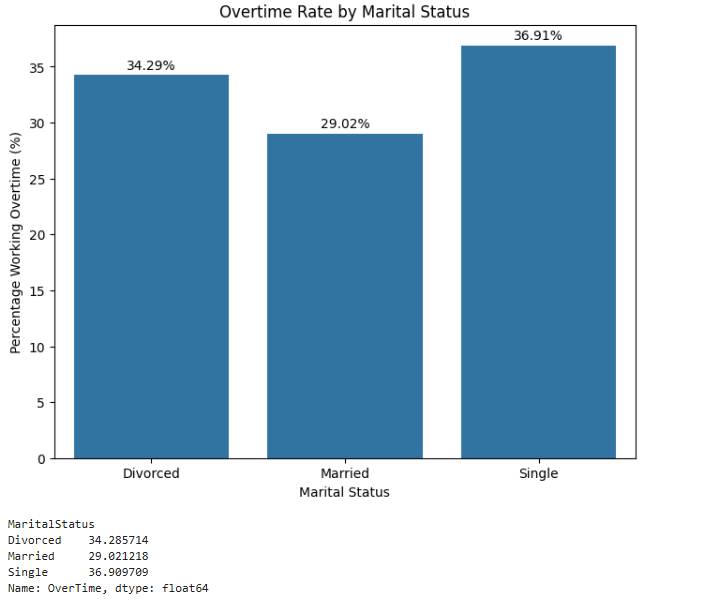 Overtime Rate by Marital Status
36.91%
34.29%
29.02%
Percentage Working Overtime (%)
35
30
25
20
15
10
5
0
Divorced Married Single
Marital Status
MaritalStatus
Divorced    34.285714
Married     29.021218
Single      36.909709
Name: OverTime, dtype: float64